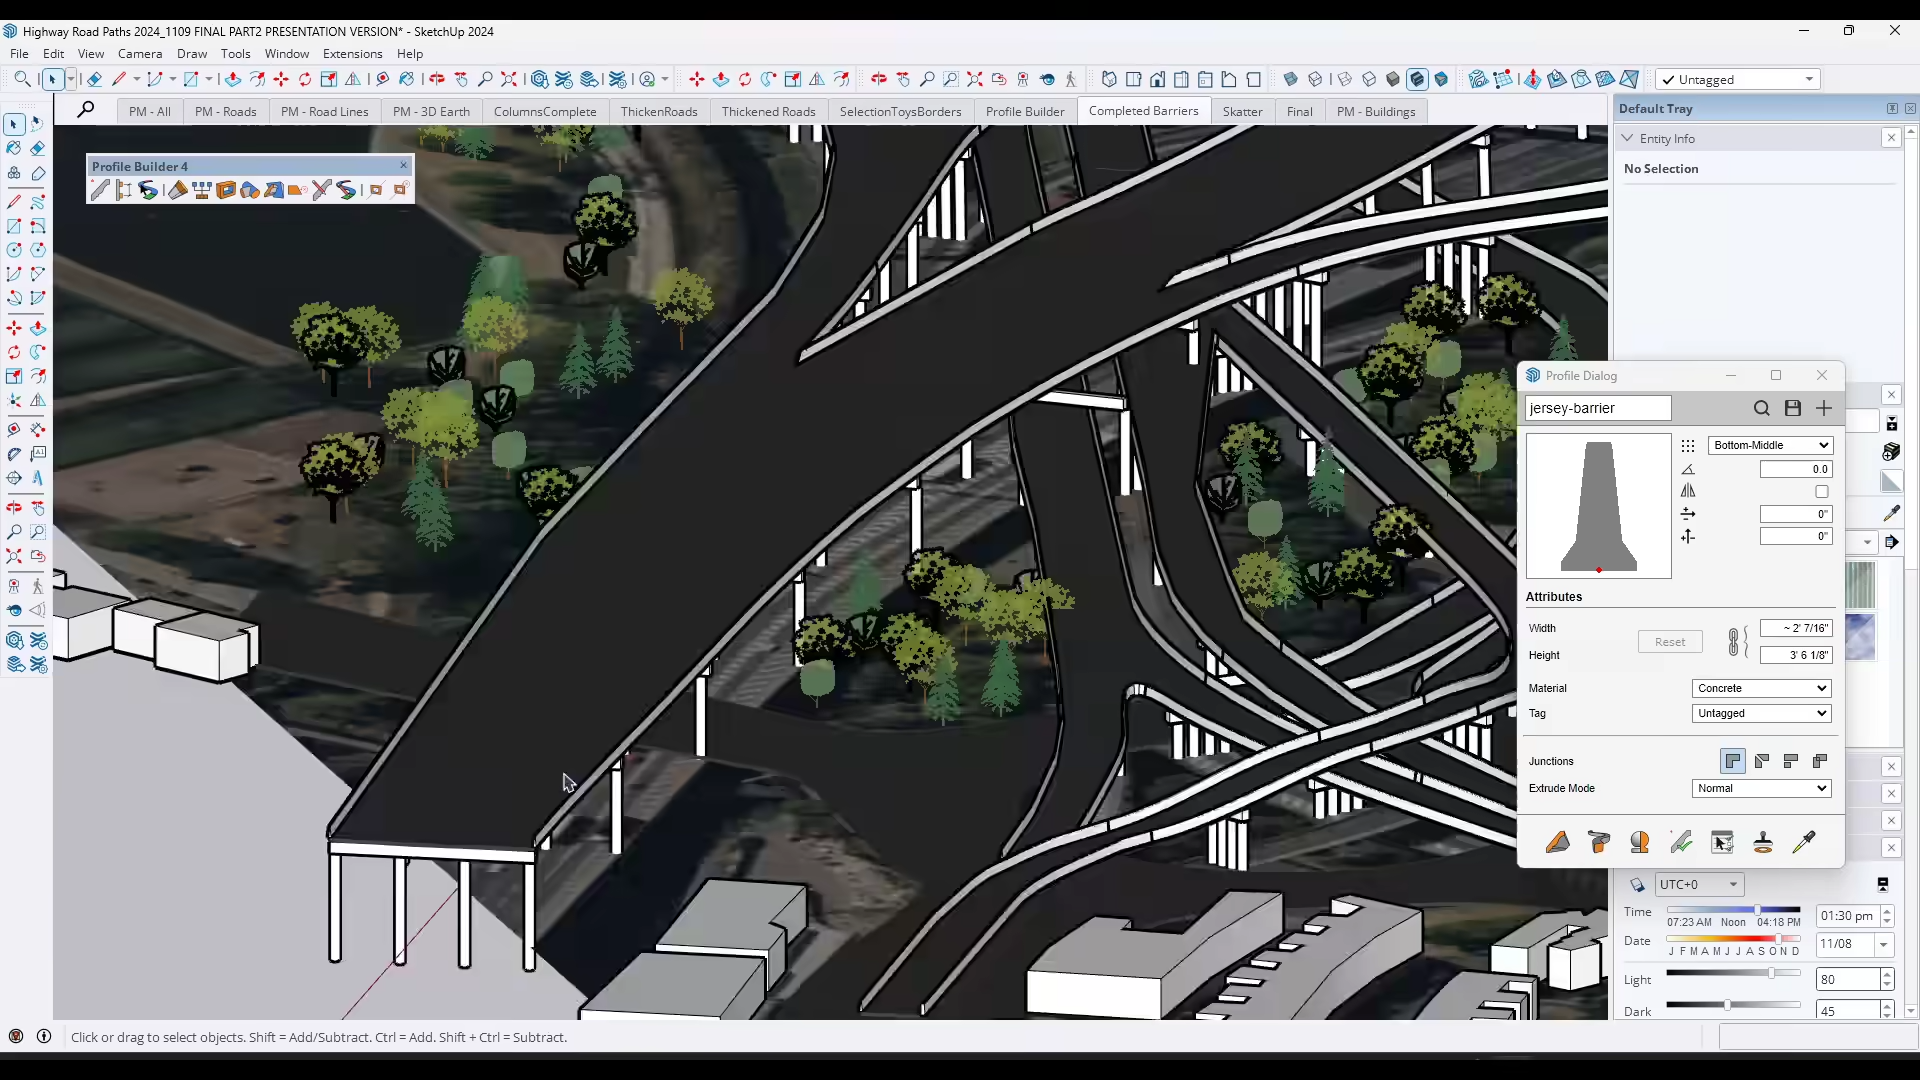 Highway Road Paths 2024_1109 FINAL PART2 PRESENTATION VERSION* - SketchUp 2024
File Edit View Camera Draw Tools Window Extensions Help
Untagged
PM - All PM - Roads PM - Road Lines PM - 3D Earth ColumnsComplete ThickenRoads Thickened Roads SelectionToysBorders Profile Builder Completed Barriers Skatter Final PM - Buildings
Default Tray
Entity Info
No Selection
Profile Builder 4
Profile Dialog
jersey-barrier
Bottom-Middle
0.0
0"
0"
Attributes
Width
~ 2' 7/16"
Reset
Height
3' 6 1/8"
Material
Concrete
Tag
Untagged
Junctions
Extrude Mode
Normal
UTC+0
Time
07:23 AM Noon 04:18 PM
01:30 pm
Date
J F M A M J J A S O N D
11/08
Light
80
Dark
45
Click or drag to select objects. Shift = Add/Subtract. Ctrl = Add. Shift + Ctrl = Subtract.